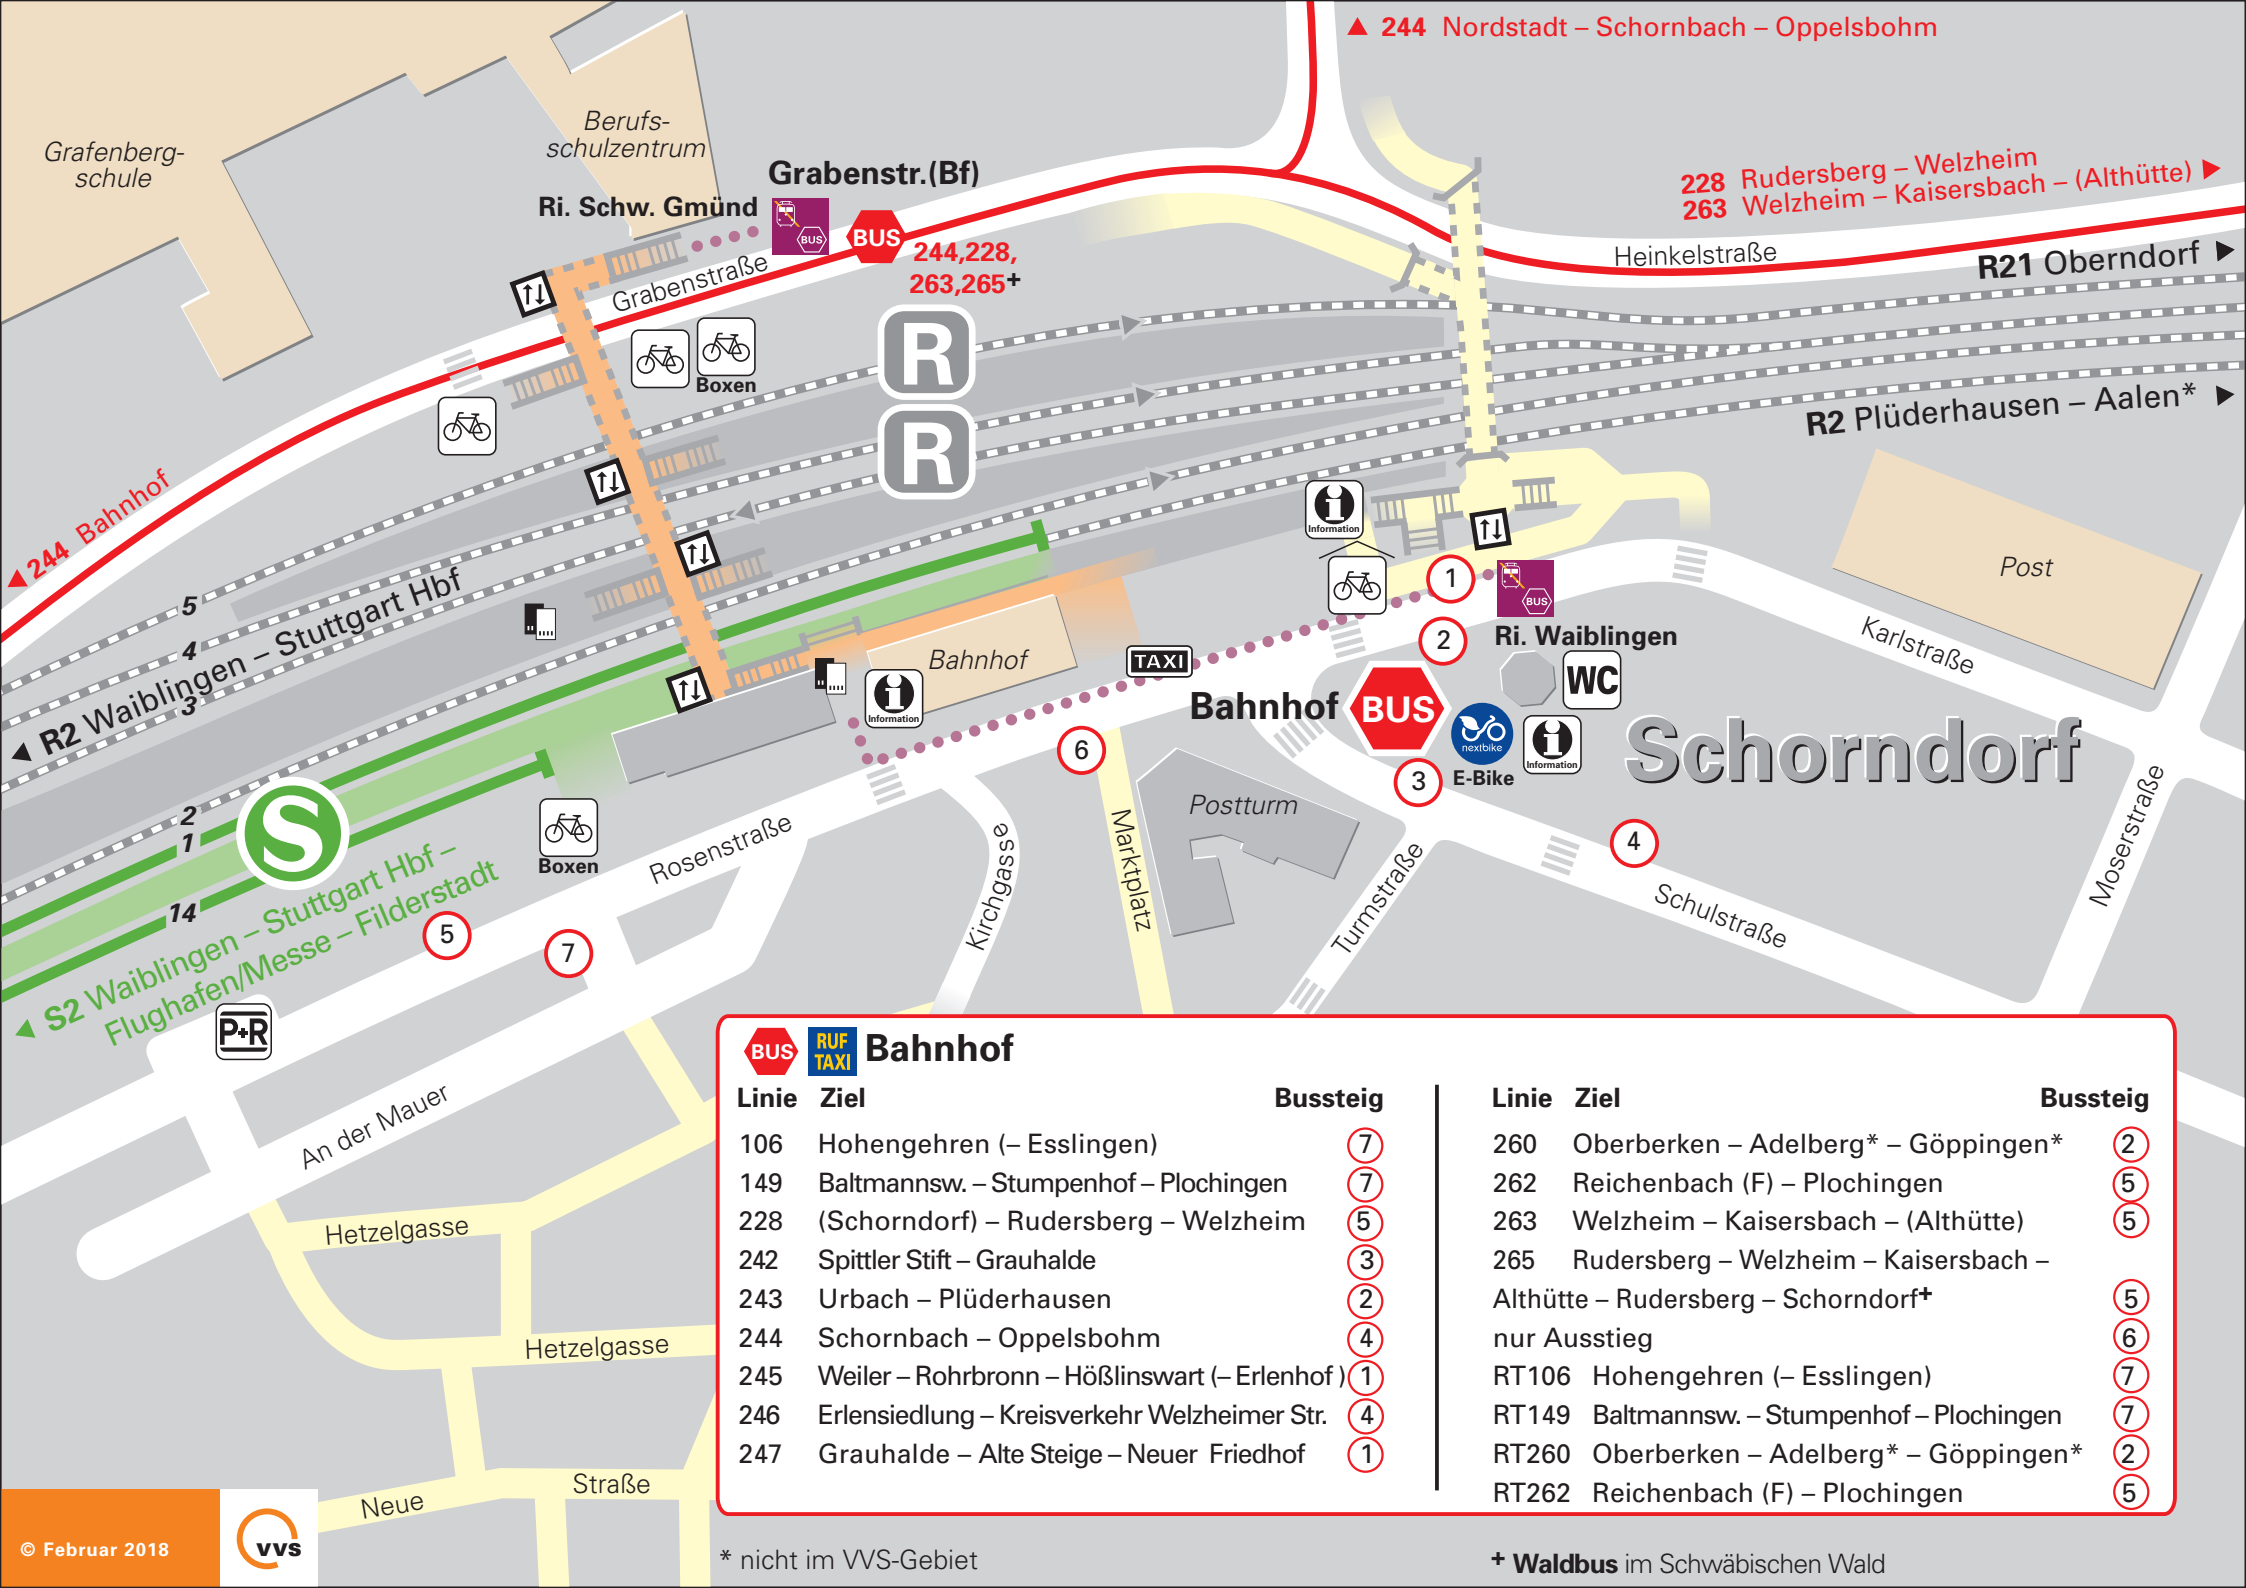 244 Nordstadt – Schornbach – Oppelsbohm
Grafenberg-
schule
Berufs-
schulzentrum
Grabenstr.(Bf)
Ri. Schw. Gmünd
BUS
BUS
244,228,
263,265+
228 Rudersberg – Welzheim
263 Welzheim – Kaisersbach – (Althütte)
Heinkelstraße
R21 Oberndorf
Grabenstraße
Boxen
R
R
R2 Plüderhausen – Aalen*
244 Bahnhof
R2 Waiblingen – Stuttgart Hbf
5
4
3
2
1
14
S
S2 Waiblingen – Stuttgart Hbf –
Flughafen/Messe – Filderstadt
P+R
Information
Post
1
BUS
2
Ri. Waiblingen
WC
Karlstraße
Bahnhof
Information
TAXI
Bahnhof
BUS
nextbike
E-Bike
Information
Schorndorf
6
3
4
Postturm
Boxen
Rosenstraße
Kirchgasse
Marktplatz
Turmstraße
Schulstraße
Moserstraße
5
7
An der Mauer
Hetzelgasse
Hetzelgasse
Neue
Straße
BUS
RUF
TAXI
Bahnhof
Linie Ziel Bussteig
106 Hohengehren (– Esslingen) 7
149 Baltmannsw. – Stumpenhof – Plochingen 7
228 (Schorndorf) – Rudersberg – Welzheim 5
242 Spittler Stift – Grauhalde 3
243 Urbach – Plüderhausen 2
244 Schornbach – Oppelsbohm 4
245 Weiler – Rohrbronn – Hößlinswart (– Erlenhof ) 1
246 Erlensiedlung – Kreisverkehr Welzheimer Str. 4
247 Grauhalde – Alte Steige – Neuer Friedhof 1
Linie Ziel Bussteig
260 Oberberken – Adelberg* – Göppingen* 2
262 Reichenbach (F) – Plochingen 5
263 Welzheim – Kaisersbach – (Althütte) 5
265 Rudersberg – Welzheim – Kaisersbach –
Althütte – Rudersberg – Schorndorf+ 5
nur Ausstieg 6
RT106 Hohengehren (– Esslingen) 7
RT149 Baltmannsw. – Stumpenhof – Plochingen 7
RT260 Oberberken – Adelberg* – Göppingen* 2
RT262 Reichenbach (F) – Plochingen 5
© Februar 2018
vvs
* nicht im VVS-Gebiet
+ Waldbus im Schwäbischen Wald